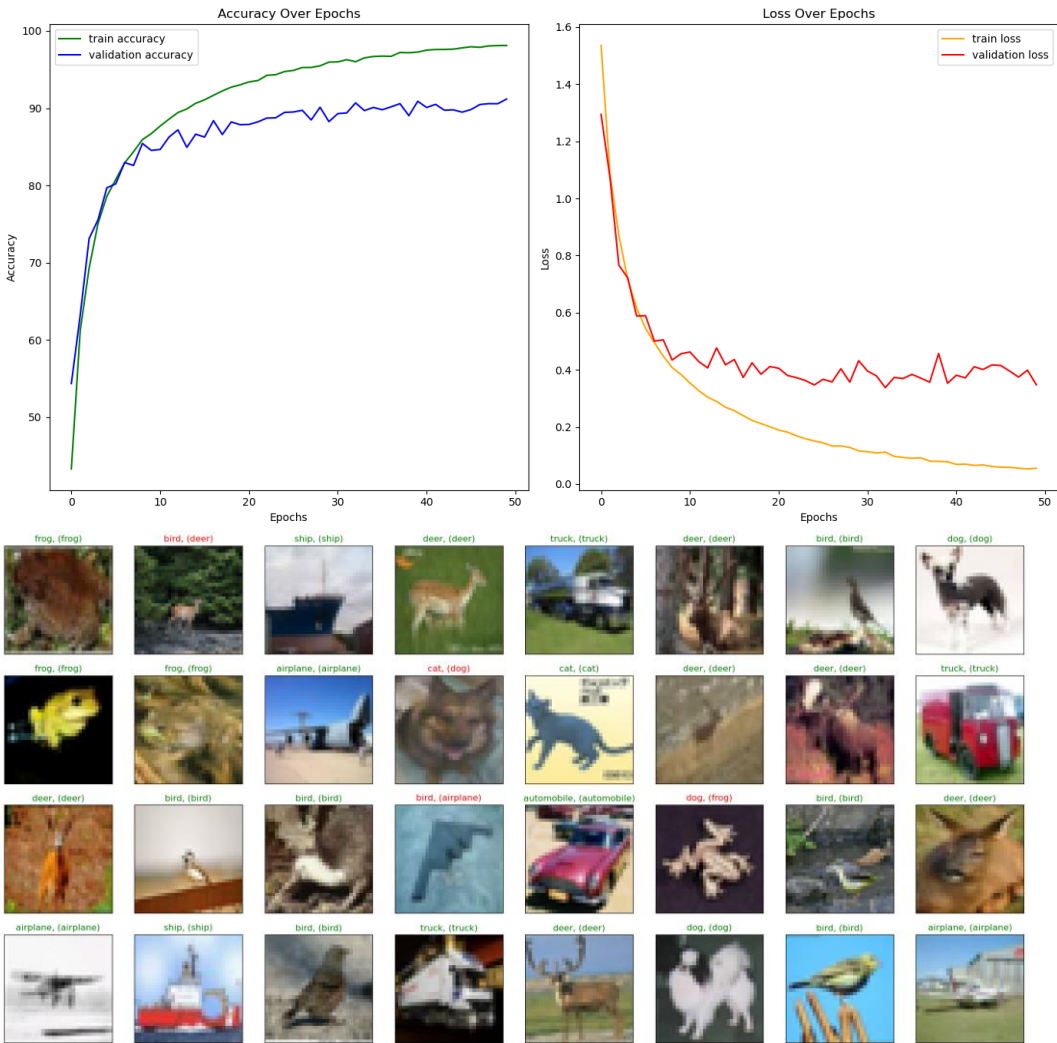 Accuracy Over Epochs
100
90
80
70
60
50
Accuracy
train accuracy
validation accuracy
0
10
20
30
40
50
Epochs
Loss Over Epochs
1.6
1.4
1.2
1.0
0.8
0.6
0.4
0.2
0.0
Loss
train loss
validation loss
0
10
20
30
40
50
Epochs
frog, (frog)
bird, (deer)
ship, (ship)
deer, (deer)
truck, (truck)
deer, (deer)
bird, (bird)
dog, (dog)
frog, (frog)
frog, (frog)
airplane, (airplane)
cat, (dog)
cat, (cat)
deer, (deer)
deer, (deer)
truck, (truck)
deer, (deer)
bird, (bird)
bird, (bird)
bird, (airplane)
automobile, (automobile)
dog, (frog)
bird, (bird)
deer, (deer)
airplane, (airplane)
ship, (ship)
bird, (bird)
truck, (truck)
deer, (deer)
dog, (dog)
bird, (bird)
airplane, (airplane)